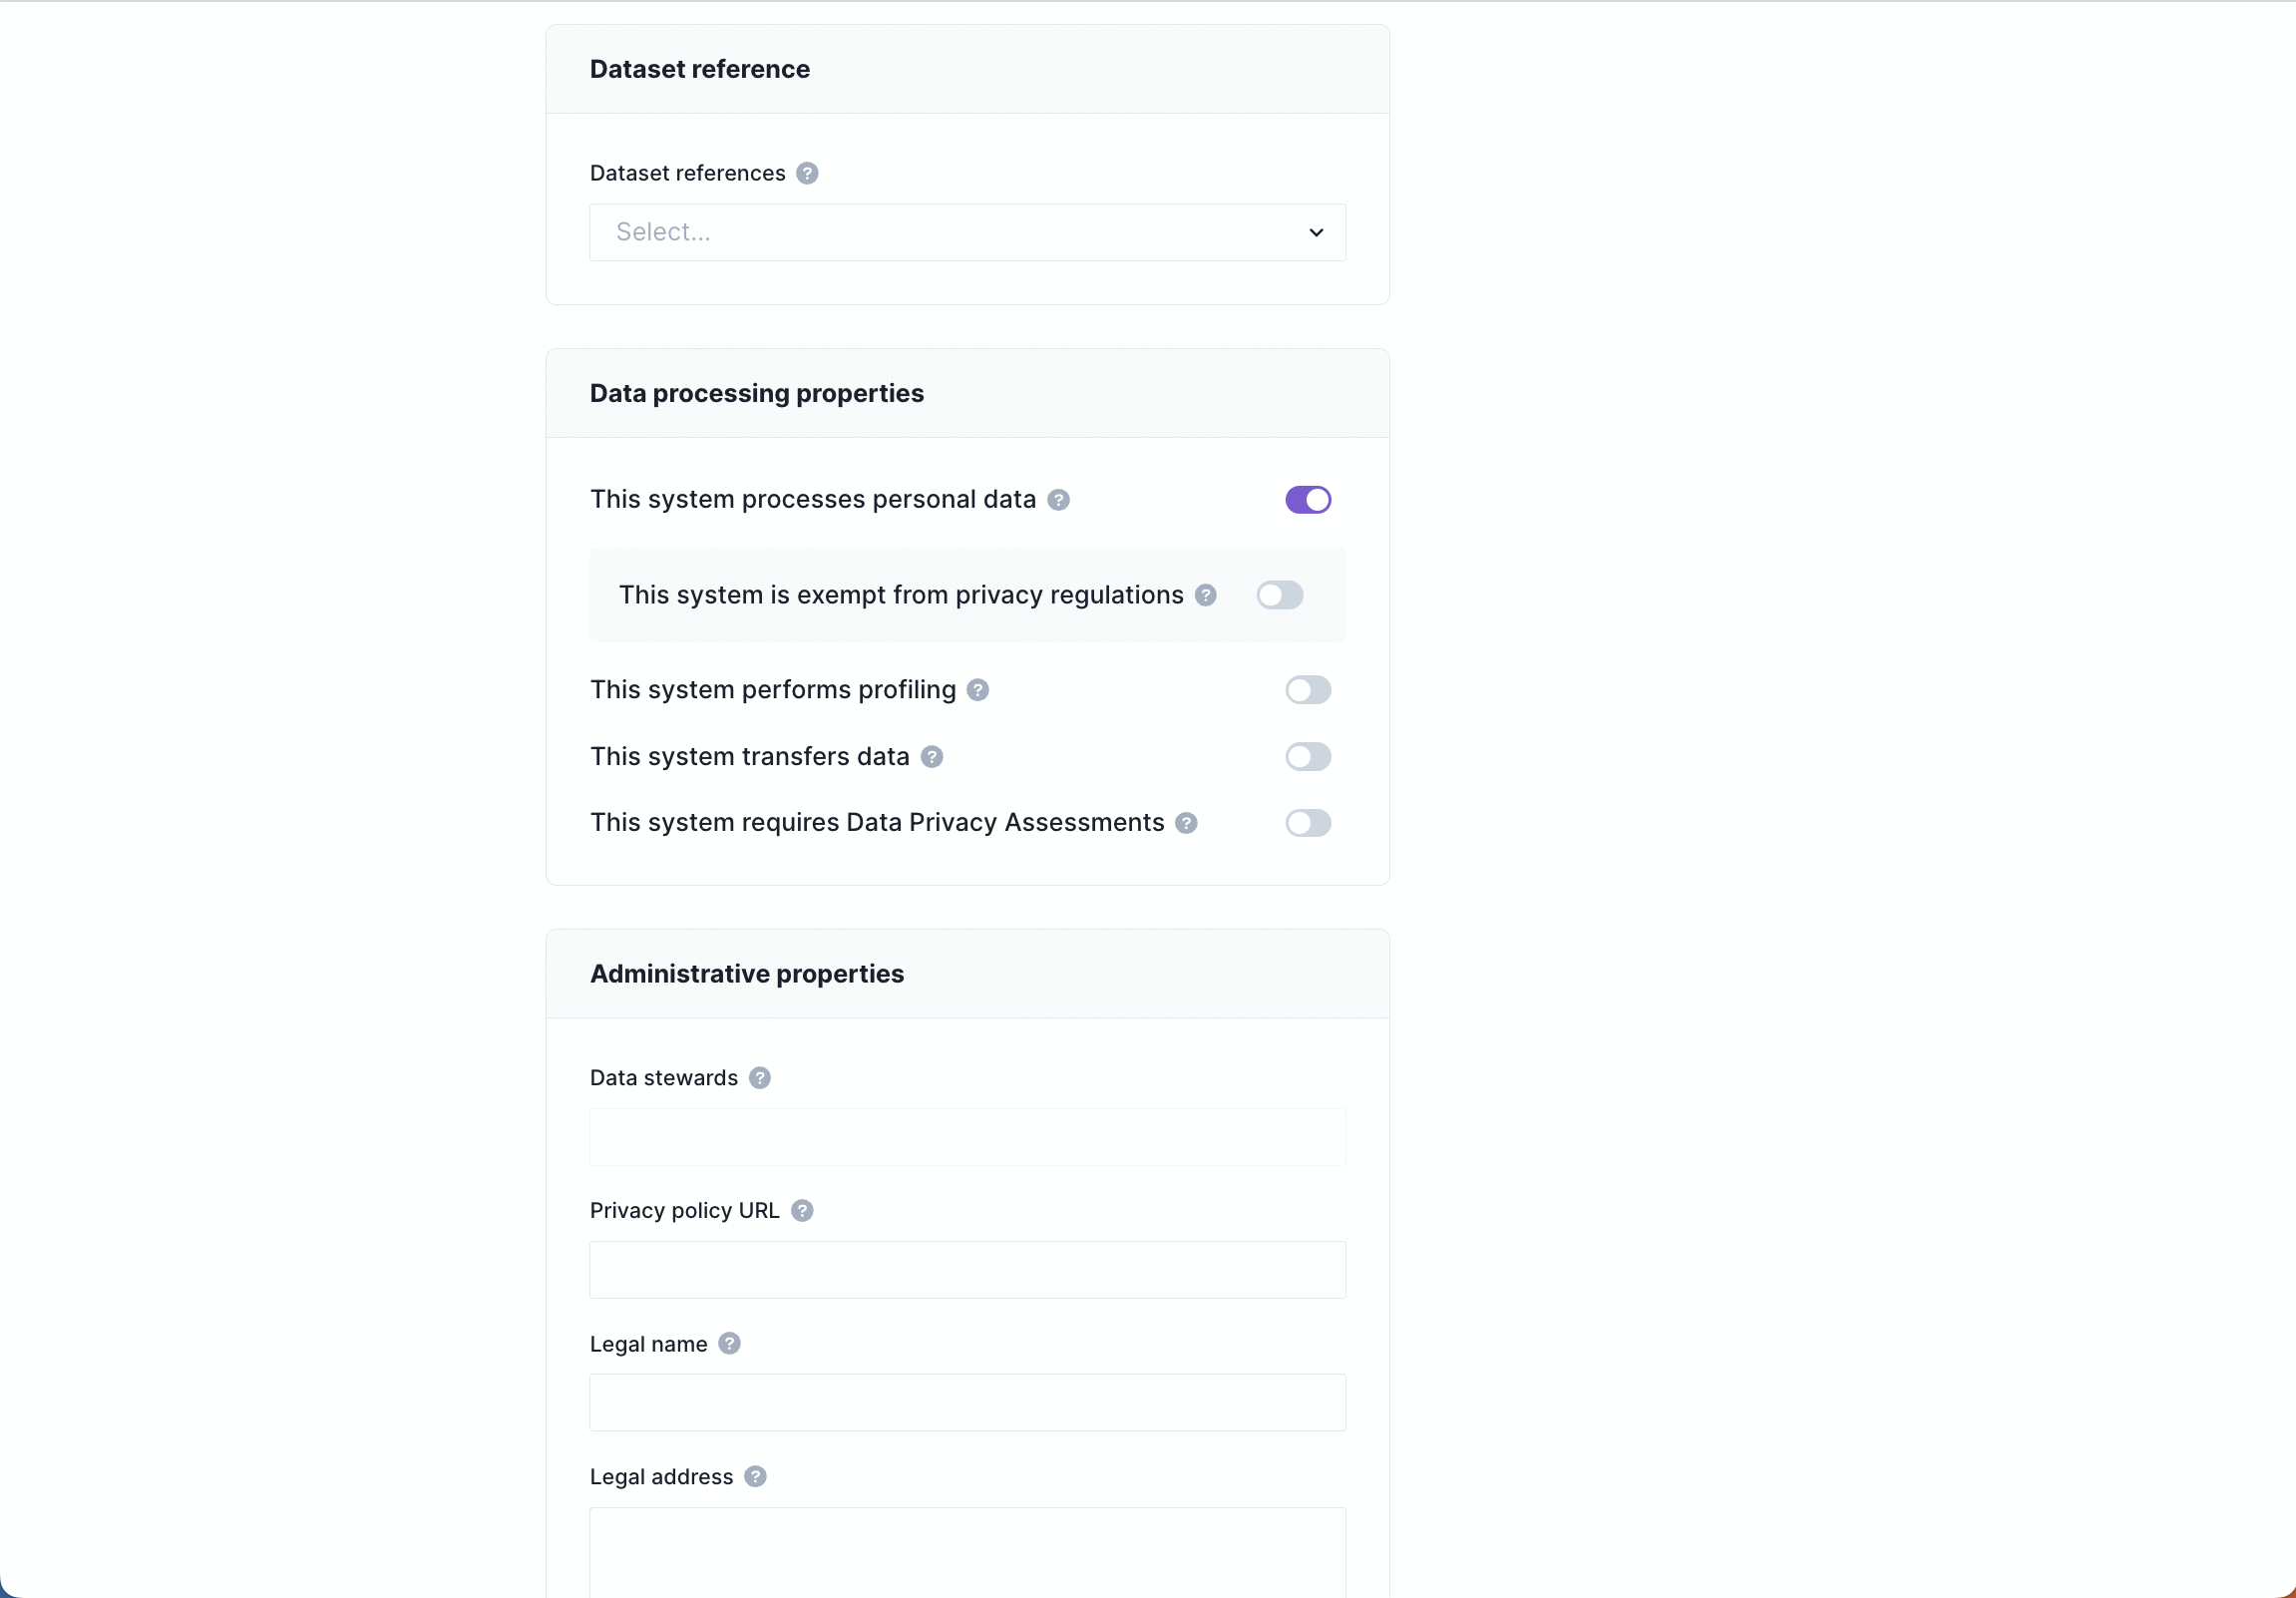 Dataset reference
Dataset references ?
Select...
Data processing properties
This system processes personal data ?
This system is exempt from privacy regulations ?
This system performs profiling ?
This system transfers data ?
This system requires Data Privacy Assessments ?
Administrative properties
Data stewards ?
Privacy policy URL ?
Legal name ?
Legal address ?